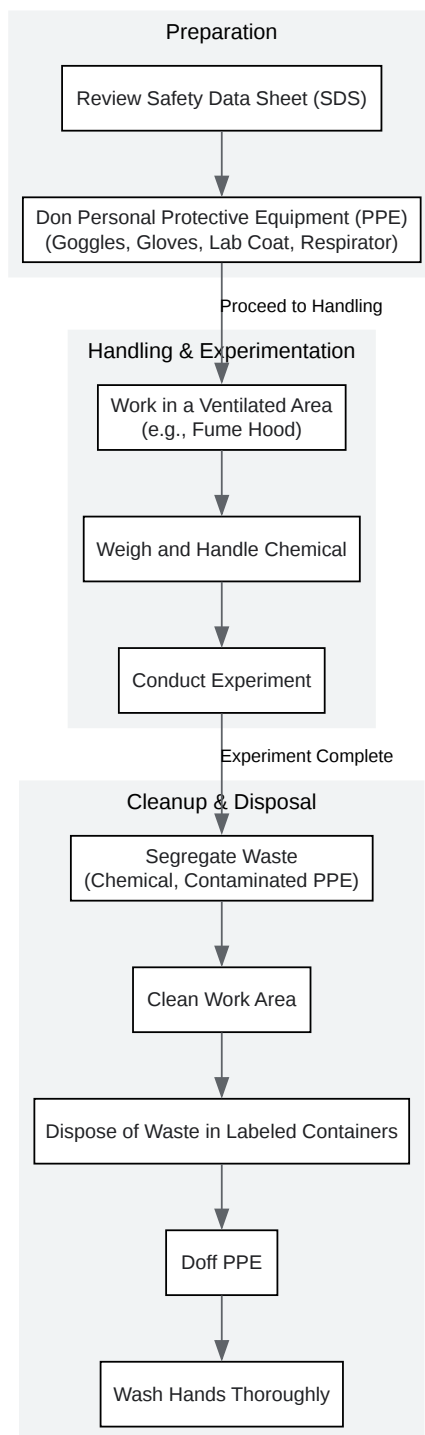 Preparation
Review Safety Data Sheet (SDS)
Don Personal Protective Equipment (PPE)
(Goggles, Gloves, Lab Coat, Respirator)
Proceed to Handling
Handling & Experimentation
Work in a Ventilated Area
(e.g., Fume Hood)
Weigh and Handle Chemical
Conduct Experiment
Experiment Complete
Cleanup & Disposal
Segregate Waste
(Chemical, Contaminated PPE)
Clean Work Area
Dispose of Waste in Labeled Containers
Doff PPE
Wash Hands Thoroughly